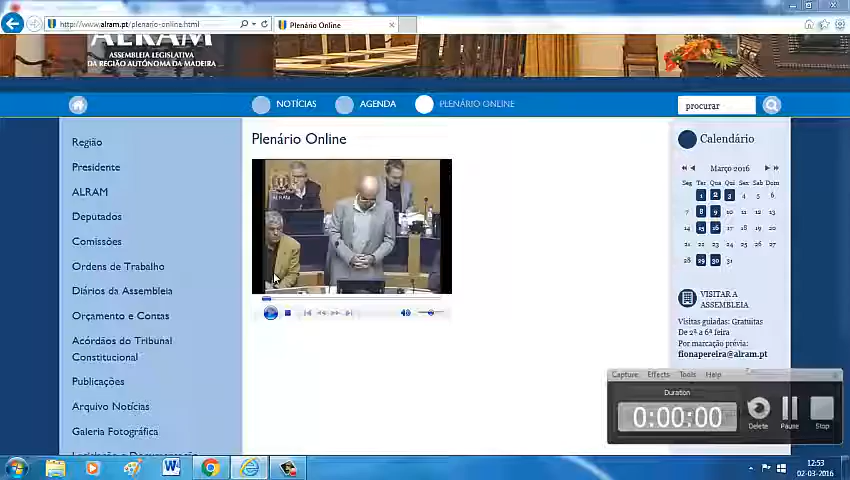 http://www.alram.pt/plenario-online.html
Plenário Online
ALRAM
ASSEMBLEIA LEGISLATIVA
DA REGIÃO AUTÓNOMA DA MADEIRA
NOTÍCIAS
AGENDA
PLENÁRIO ONLINE
procurar
Região
Presidente
ALRAM
Deputados
Comissões
Ordens de Trabalho
Diários da Assembleia
Orçamento e Contas
Acórdos do Tribunal
Constitucional
Publicações
Arquivo Notícias
Galeria Fotográfica
Legislação e Documentação
Plenário Online
ALRAM
Calendário
Março 2016
Seg Ter Qua Qui Sex Sab Dom
1 2 3 4 5 6
7 8 9 10 11 12 13
14 15 16 17 18 19 20
21 22 23 24 25 26 27
28 29 30 31
VISITAR A
ASSEMBLEIA
Visitas guiadas: Gratuitas
De 2ª a 6ª feira
Por marcação prévia:
fionapereira@alram.pt
Capture Effects Tools Help
Duration
0:00:00
Delete Pause Stop
12:53
02-03-2016